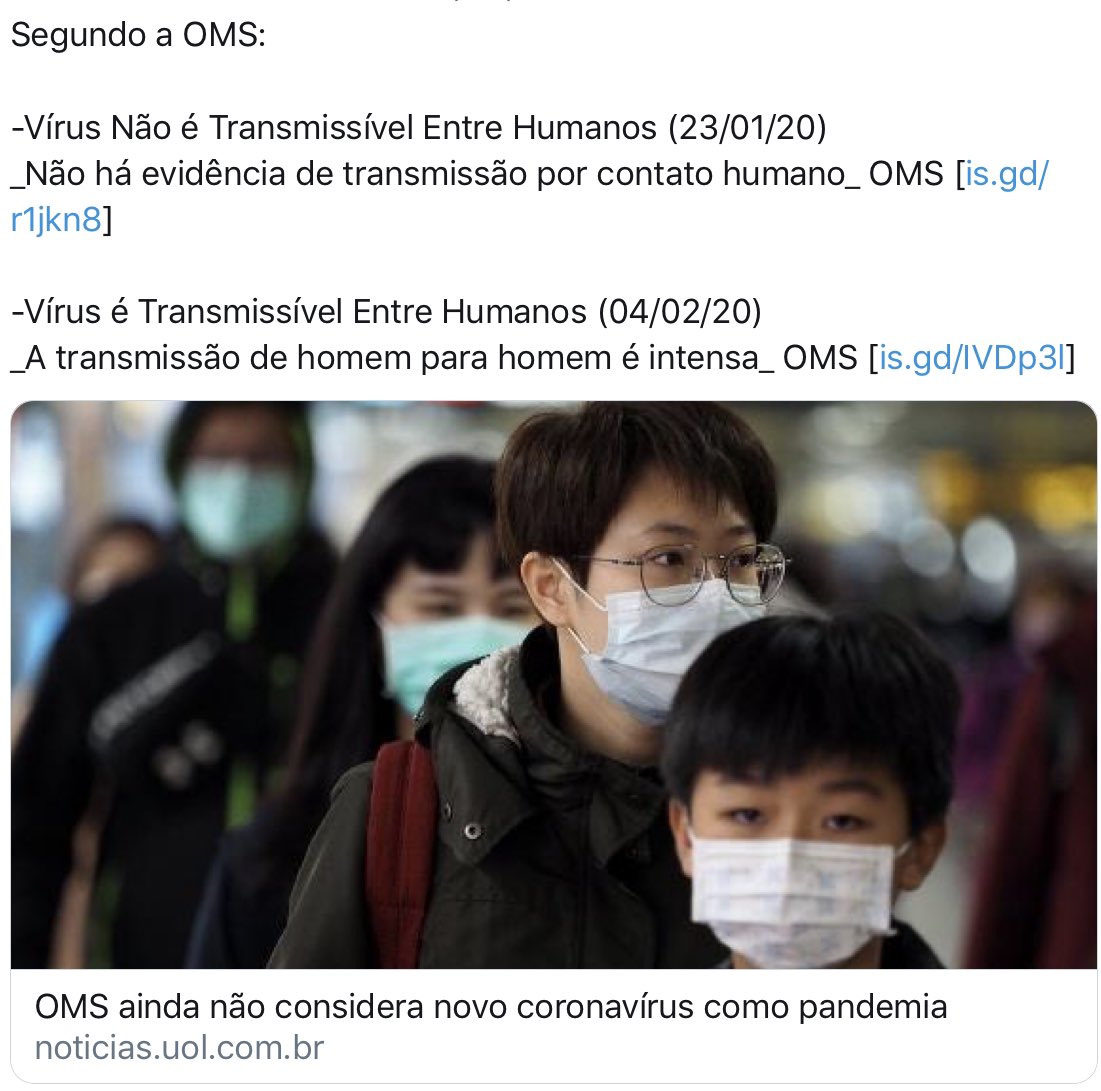 Segundo a OMS:
-Vírus Não é Transmissível Entre Humanos (23/01/20)
_Não há evidência de transmissão por contato humano_ OMS [is.gd/
r1jkn8]
-Vírus é Transmissível Entre Humanos (04/02/20)
_A transmissão de homem para homem é intensa_ OMS [is.gd/IVDp3l]
OMS ainda não considera novo coronavírus como pandemia
noticias.uol.com.br